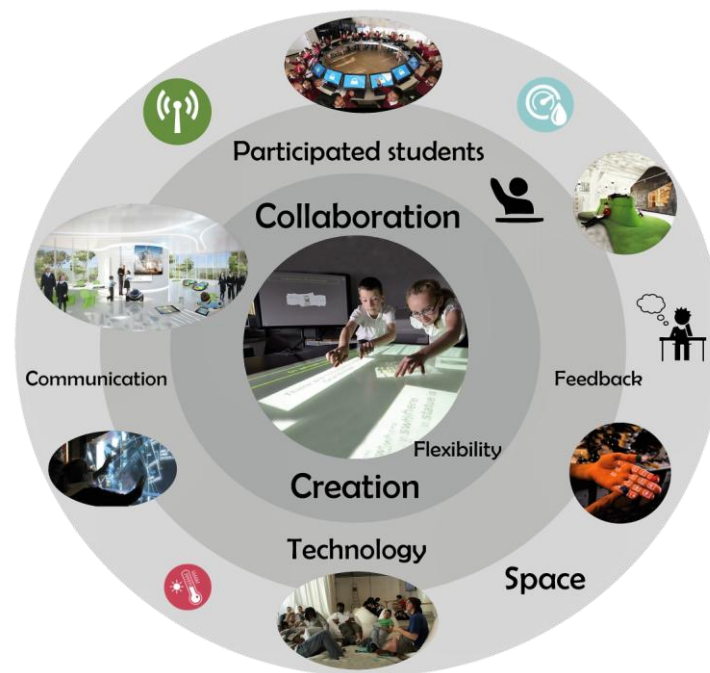 Participated students
Collaboration
Communication
Feedback
Flexibility
Creation
Technology
Space